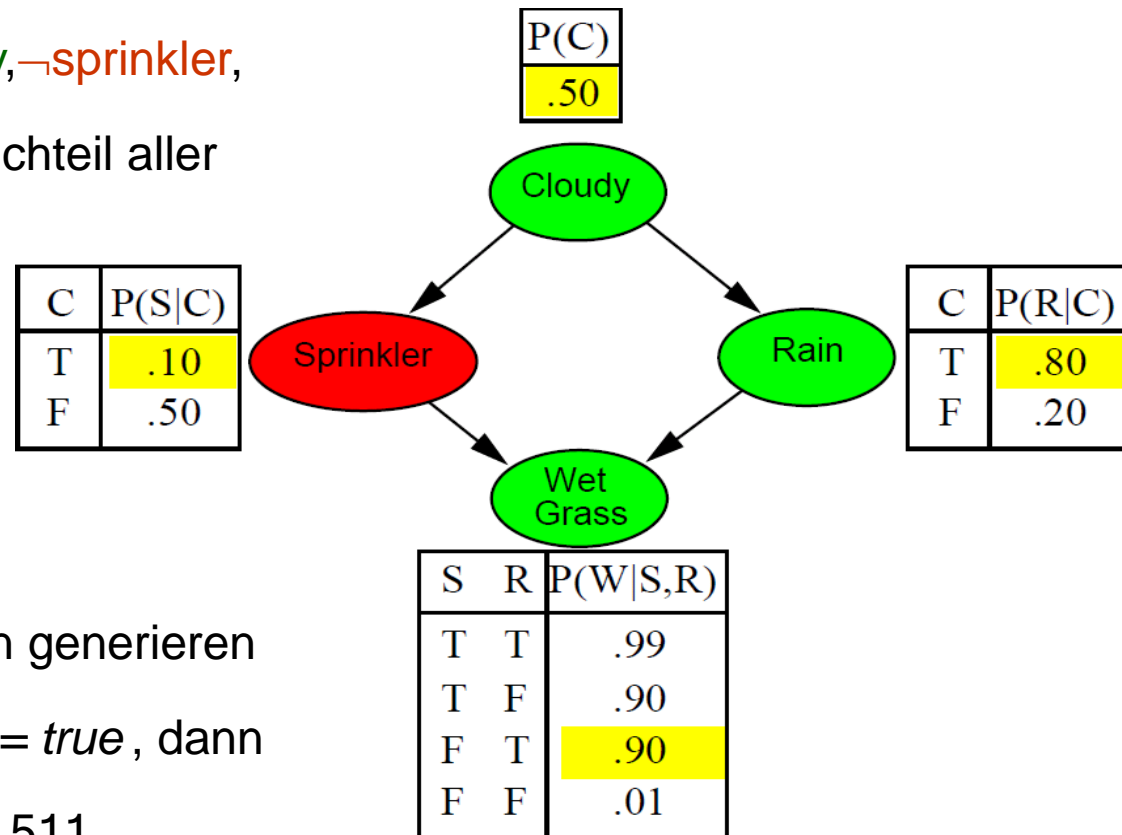 ,¬sprinkler,
chteil aller
P(C)
.50
Cloudy
C P(S|C)
T .10
F .50
Sprinkler
Rain
C P(R|C)
T .80
F .20
Wet
Grass
S R P(W|S,R)
T T .99
T F .90
F T .90
F F .01
generieren
= true , dann
511